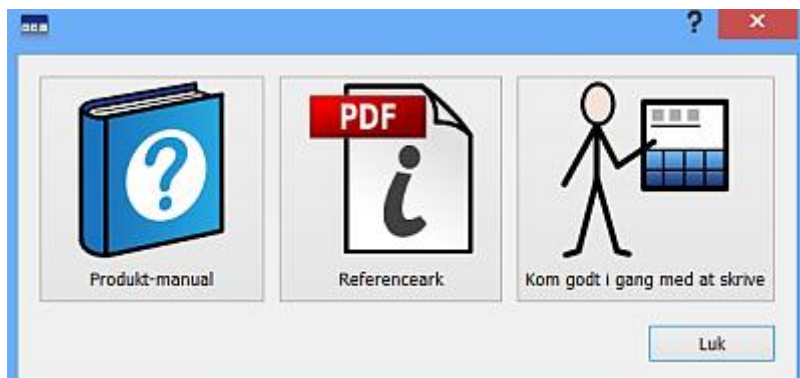 ?
PDF
?
i
Produkt-manual
Referenceark
Kom godt i gang med at skrive
Luk